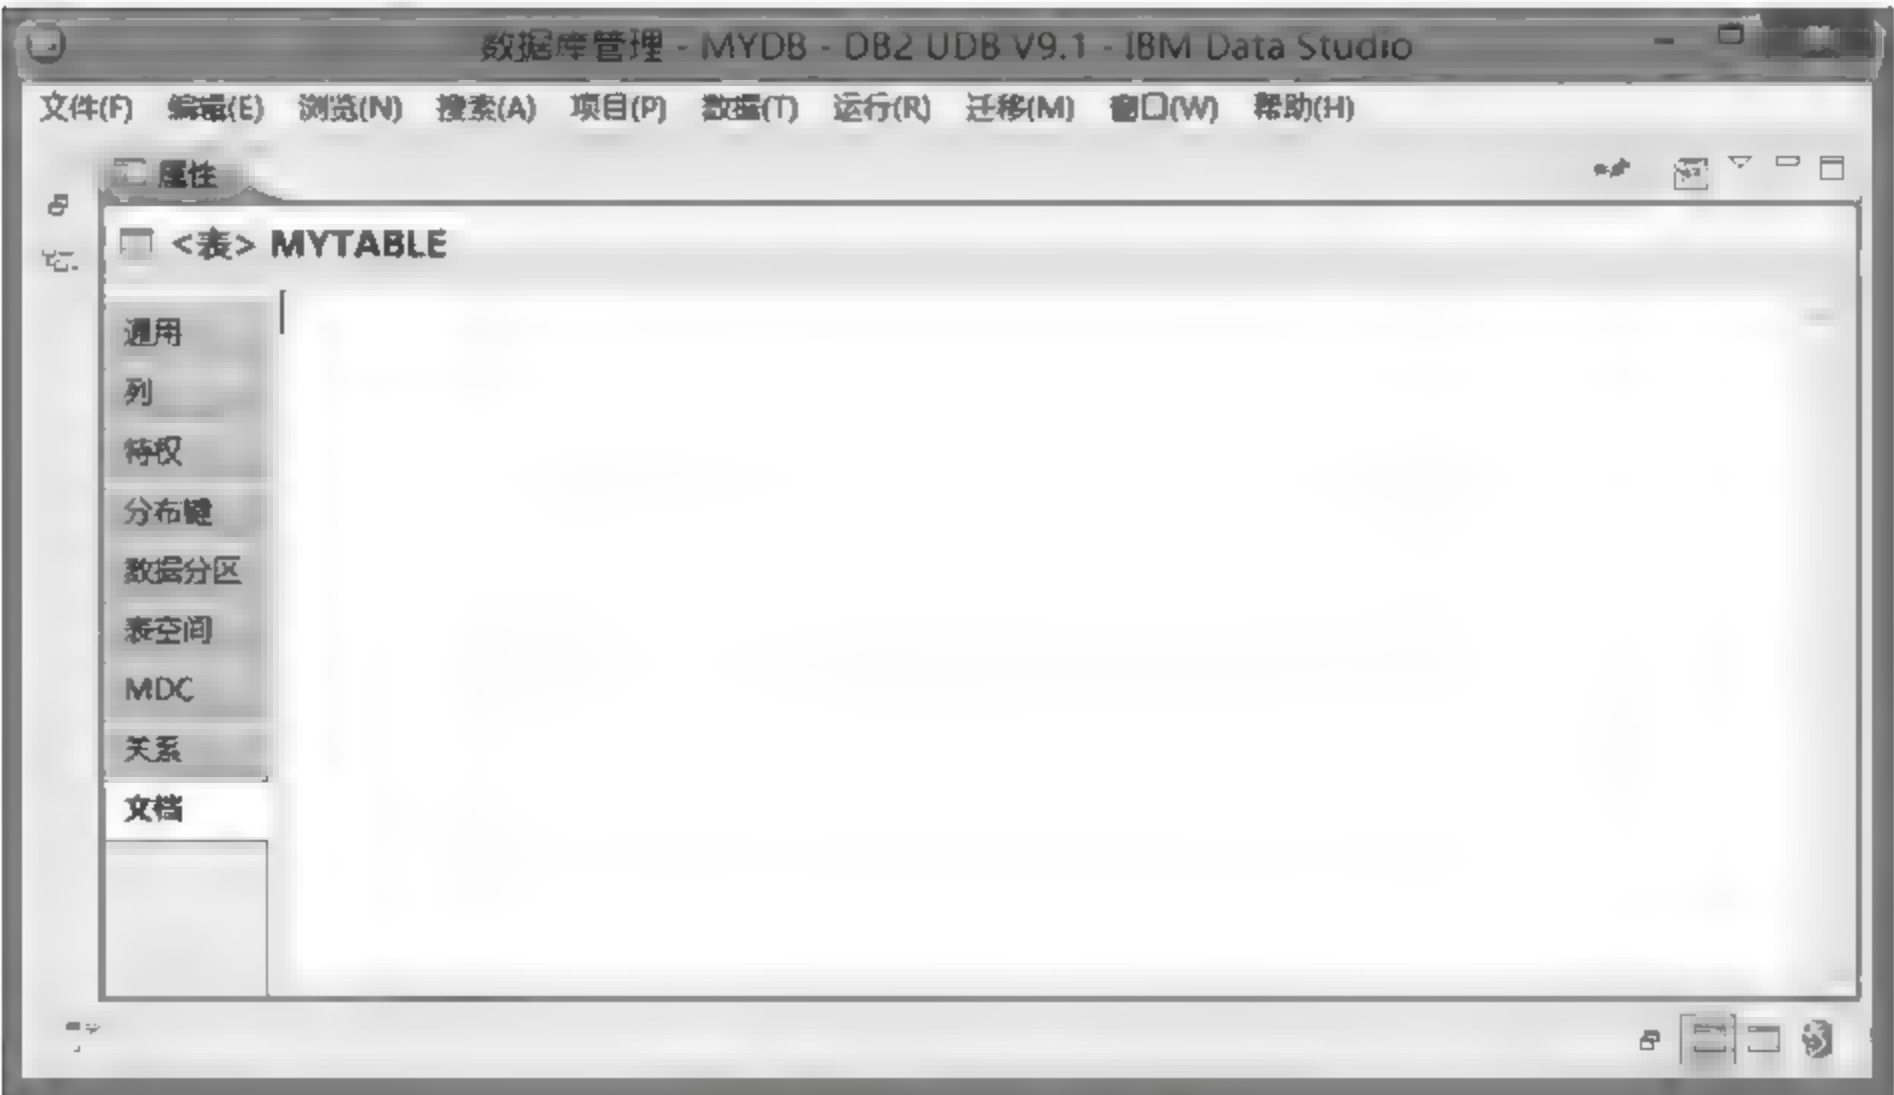 数据库管理 - MYDB - DB2 UDB V9.1 - IBM Data Studio
文件(F) 编辑(E) 浏览(N) 搜索(A) 项目(P) 数据(T) 运行(R) 迁移(M) 窗口(W) 帮助(H)
属性
<表> MYTABLE
通用
列
特权
分布键
数据分区
表空间
MDC
关系
文档